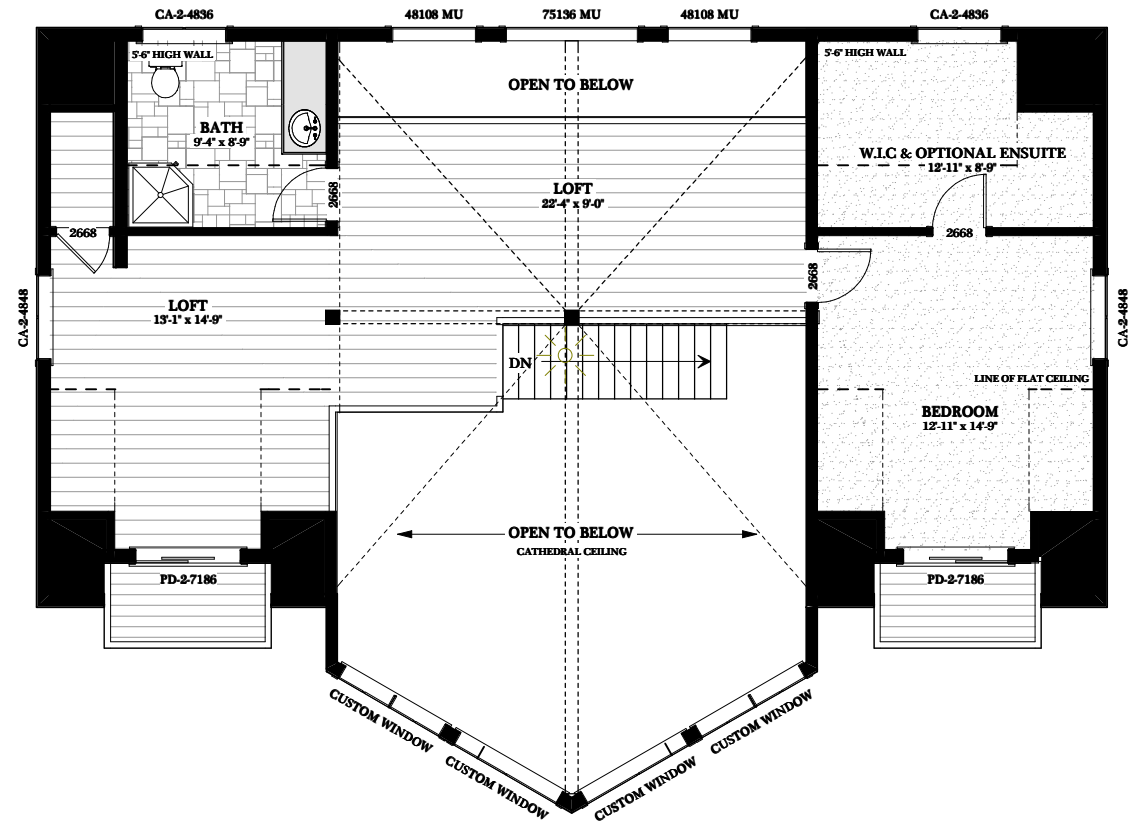 CA-2-4836
48108 MU
75136 MU
48108 MU
CA-2-4836
5'-6" HIGH WALL
5'-6" HIGH WALL
OPEN TO BELOW
BATH
9'-4" x 8'-9"
W.I.C & OPTIONAL ENSUITE
12'-11" x 8'-9"
LOFT
22'-4" x 9'-0"
2668
2668
2668
2668
LOFT
13'-1" x 14'-9"
CA-2-4848
CA-2-4848
DN
LINE OF FLAT CEILING
BEDROOM
12'-11" x 14'-9"
OPEN TO BELOW
CATHEDRAL CEILING
PD-2-7186
PD-2-7186
CUSTOM WINDOW
CUSTOM WINDOW
CUSTOM WINDOW
CUSTOM WINDOW